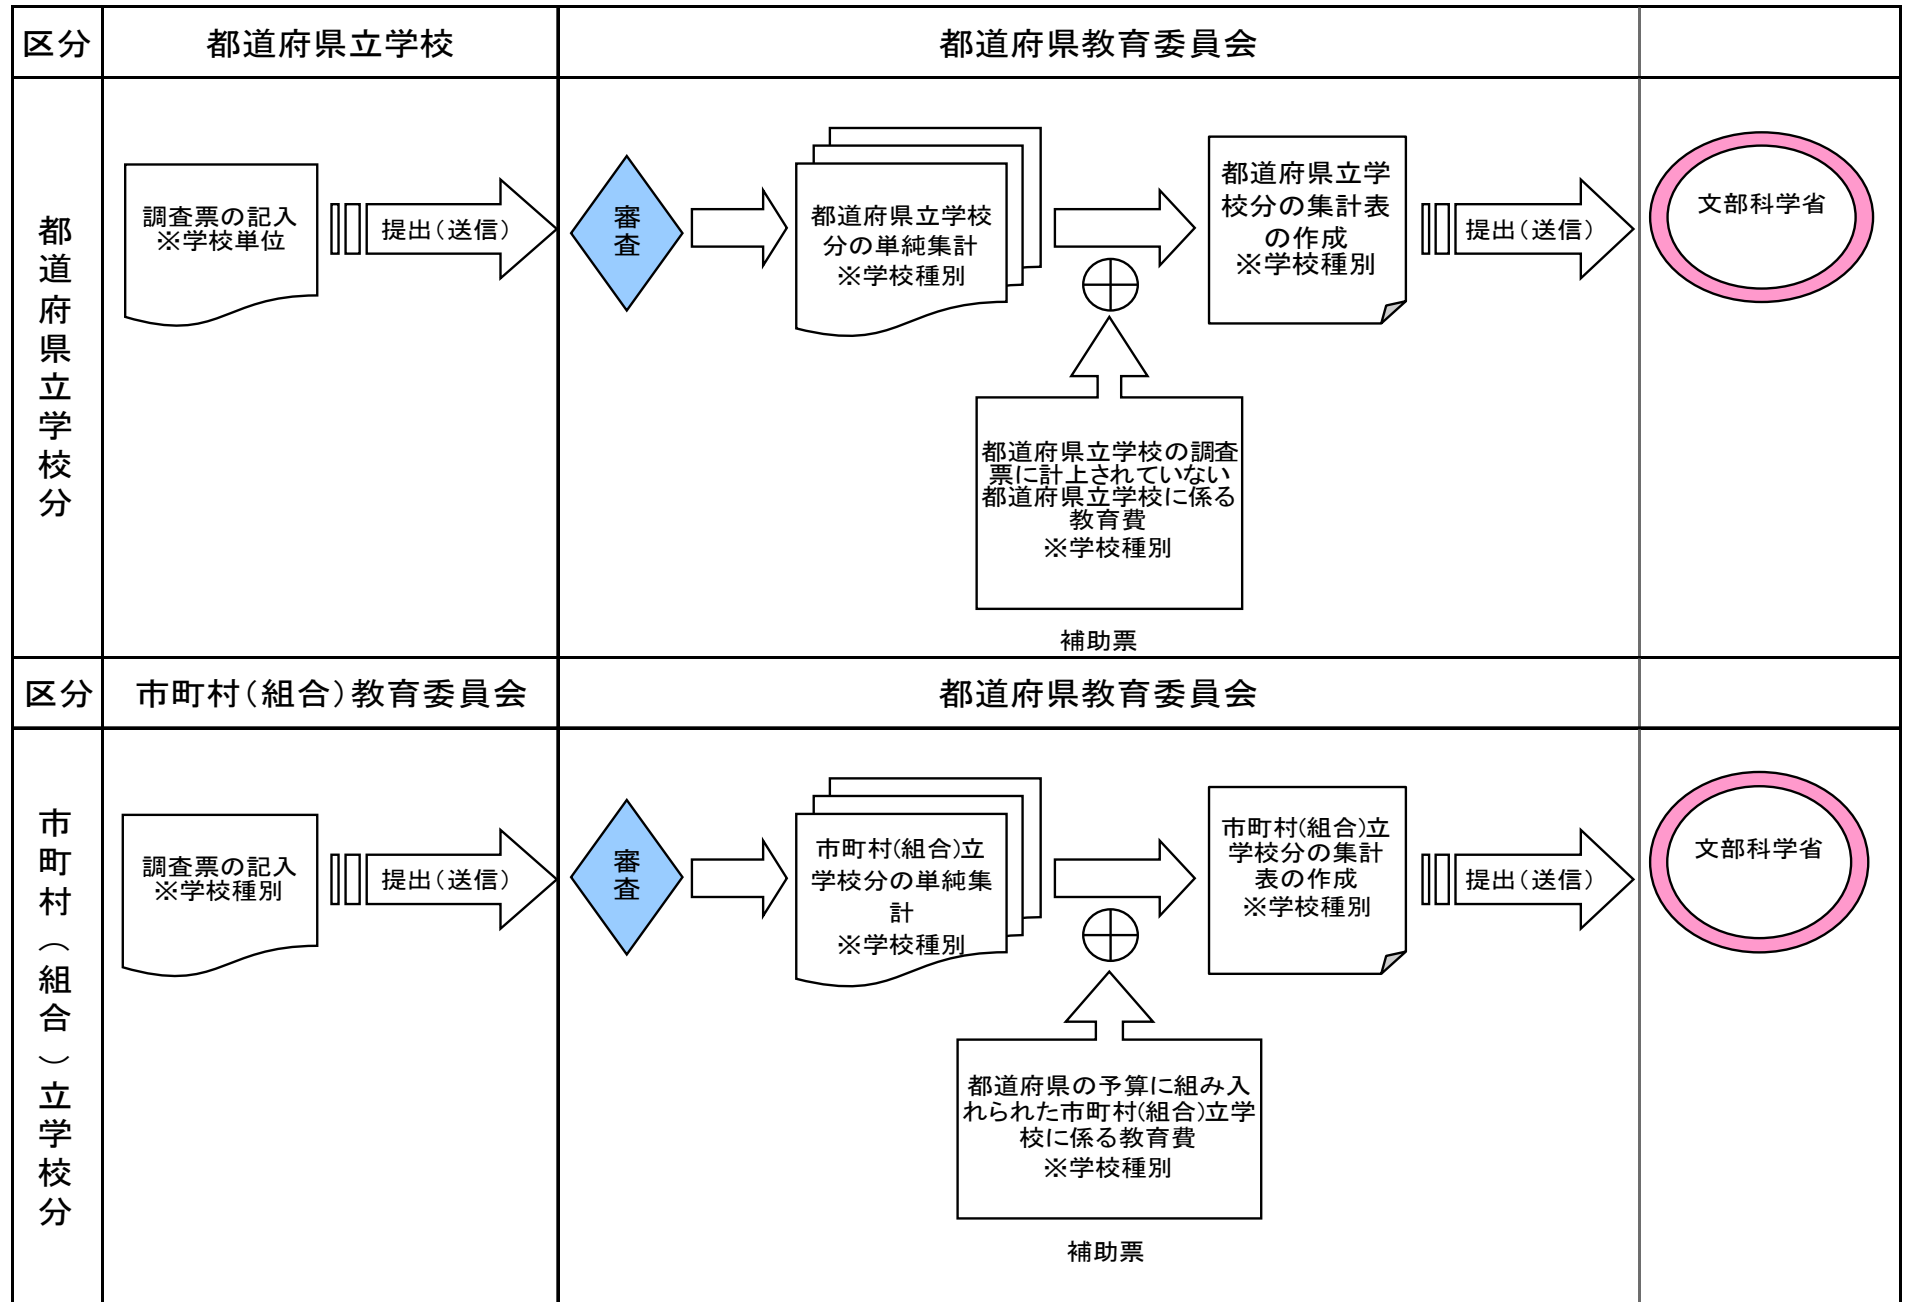 区分
都道府県立学校
都道府県教育委員会
都道府県立学校分
調査票の記入
※学校単位
提出（送信）
審査
都道府県立学校
分の単純集計
※学校種別
都道府県立学
校分の集計表
の作成
※学校種別
提出（送信）
文部科学省
都道府県立学校の調査
票に計上されていない
都道府県立学校に係る
教育費
※学校種別
補助票
区分
市町村（組合）教育委員会
都道府県教育委員会
市町村（組合）立学校分
調査票の記入
※学校種別
提出（送信）
審査
市町村(組合)立
学校分の単純集
計
※学校種別
市町村(組合)立
学校分の集計
表の作成
※学校種別
提出（送信）
文部科学省
都道府県の予算に組み入
れられた市町村(組合)立学
校に係る教育費
※学校種別
補助票